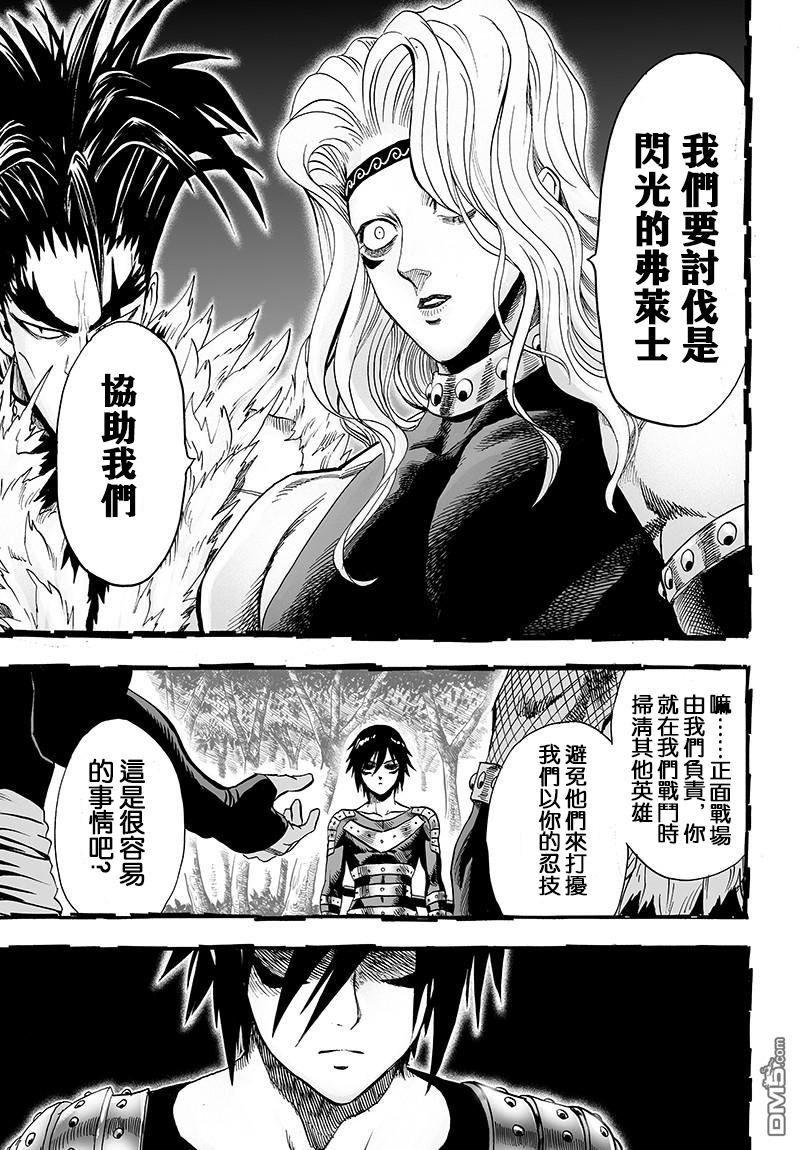 我們要討伐是
閃光的弗萊士
協助我們
嘛……正面戰場
由我們負責，你
就在我們戰鬥時
掃清其他英雄
避免他們來打擾
我們以你的忍技
這是很容易
的事情吧？
DM5.com